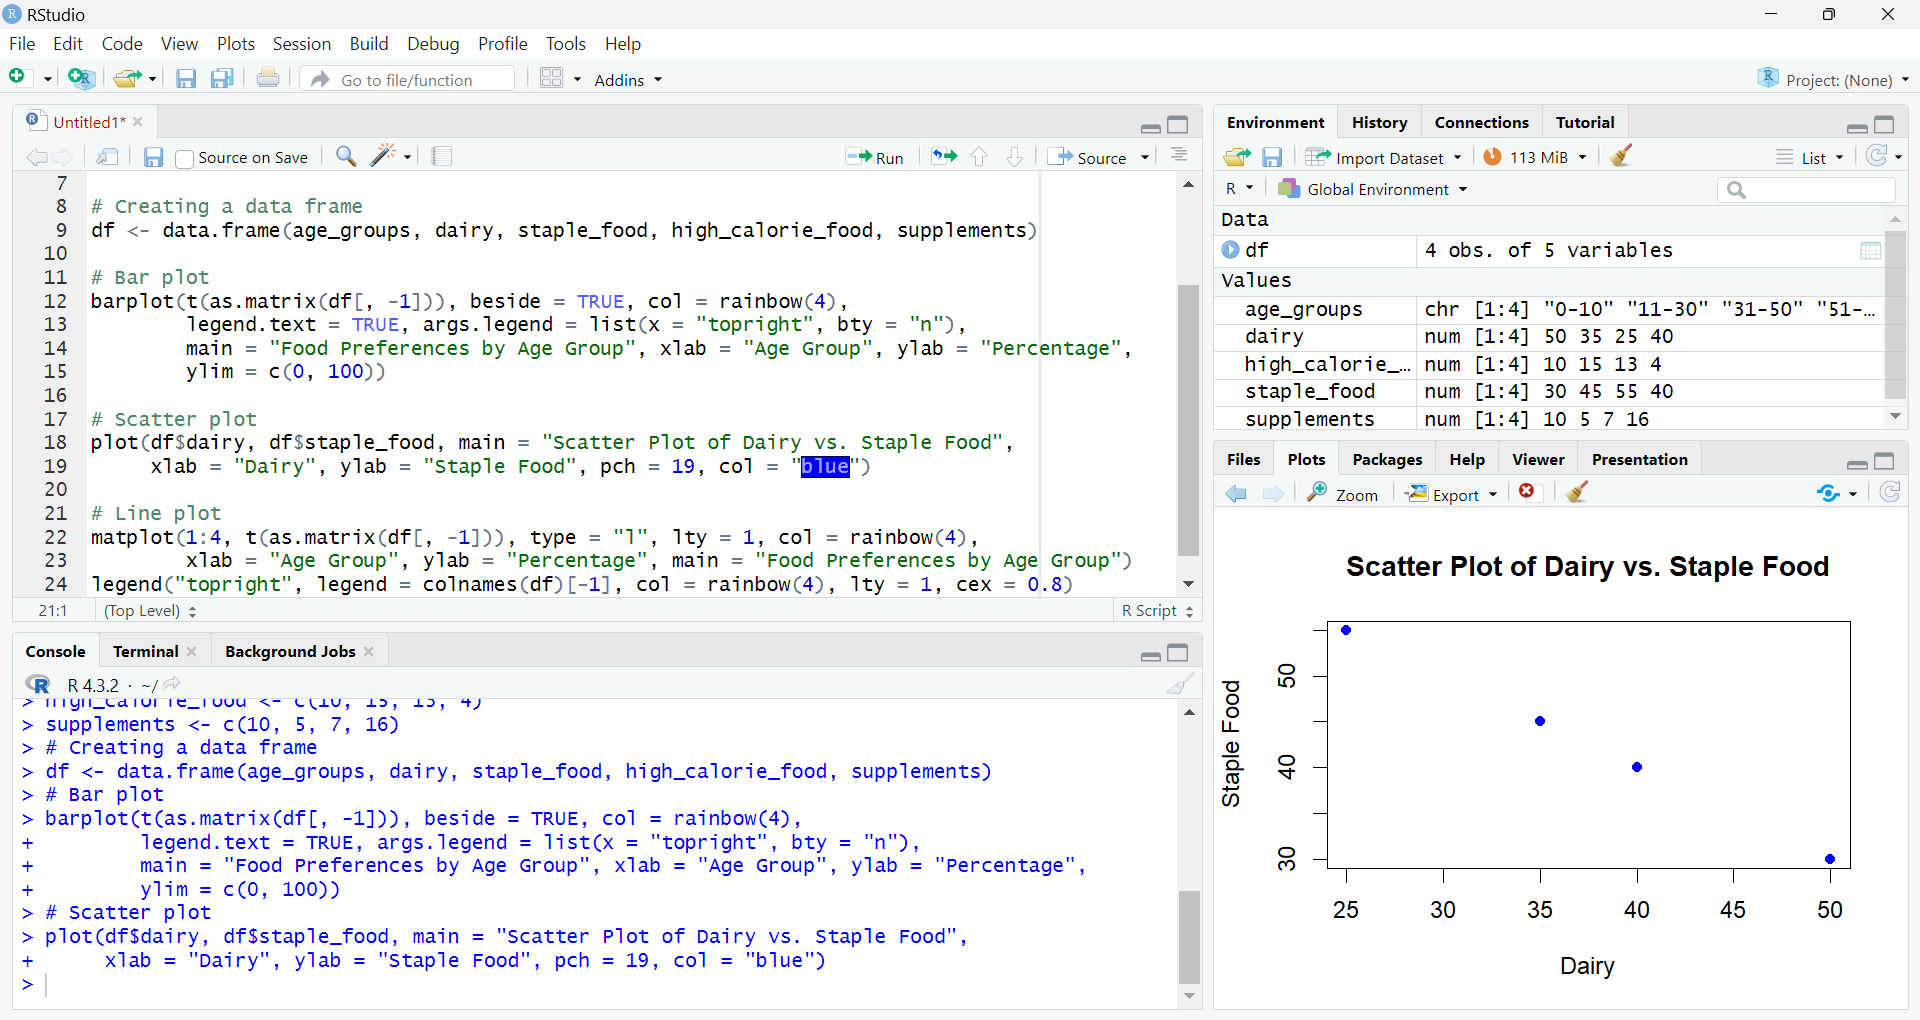 RStudio
File Edit Code View Plots Session Build Debug Profile Tools Help
Go to file/function Addins Project: (None)
Untitled1*
Source on Save Run Source
7
8 # Creating a data frame
9 df <- data.frame(age_groups, dairy, staple_food, high_calorie_food, supplements)
10
11 # Bar plot
12 barplot(t(as.matrix(df[, -1])), beside = TRUE, col = rainbow(4),
13 legend.text = TRUE, args.legend = list(x = "topright", bty = "n"),
14 main = "Food Preferences by Age Group", xlab = "Age Group", ylab = "Percentage",
15 ylim = c(0, 100))
16
17 # Scatter plot
18 plot(df$dairy, df$staple_food, main = "Scatter Plot of Dairy vs. Staple Food",
19 xlab = "Dairy", ylab = "Staple Food", pch = 19, col = "blue")
20
21 # Line plot
22 matplot(1:4, t(as.matrix(df[, -1])), type = "l", lty = 1, col = rainbow(4),
23 xlab = "Age Group", ylab = "Percentage", main = "Food Preferences by Age Group")
24 legend("topright", legend = colnames(df)[-1], col = rainbow(4), lty = 1, cex = 0.8)
21:1 (Top Level) R Script
Console Terminal Background Jobs
R 4.3.2 · ~/
> high_calorie_food <- c(10, 15, 13, 4)
> supplements <- c(10, 5, 7, 16)
> # Creating a data frame
> df <- data.frame(age_groups, dairy, staple_food, high_calorie_food, supplements)
> # Bar plot
> barplot(t(as.matrix(df[, -1])), beside = TRUE, col = rainbow(4),
+ legend.text = TRUE, args.legend = list(x = "topright", bty = "n"),
+ main = "Food Preferences by Age Group", xlab = "Age Group", ylab = "Percentage",
+ ylim = c(0, 100))
> # Scatter plot
> plot(df$dairy, df$staple_food, main = "Scatter Plot of Dairy vs. Staple Food",
+ xlab = "Dairy", ylab = "Staple Food", pch = 19, col = "blue")
>
Environment History Connections Tutorial
Import Dataset 113 MiB List
R Global Environment
Data
df 4 obs. of 5 variables
Values
age_groups chr [1:4] "0-10" "11-30" "31-50" "51-…
dairy num [1:4] 50 35 25 40
high_calorie_… num [1:4] 10 15 13 4
staple_food num [1:4] 30 45 55 40
supplements num [1:4] 10 5 7 16
Files Plots Packages Help Viewer Presentation
Zoom Export
Scatter Plot of Dairy vs. Staple Food
Staple Food
50
40
30
25 30 35 40 45 50
Dairy